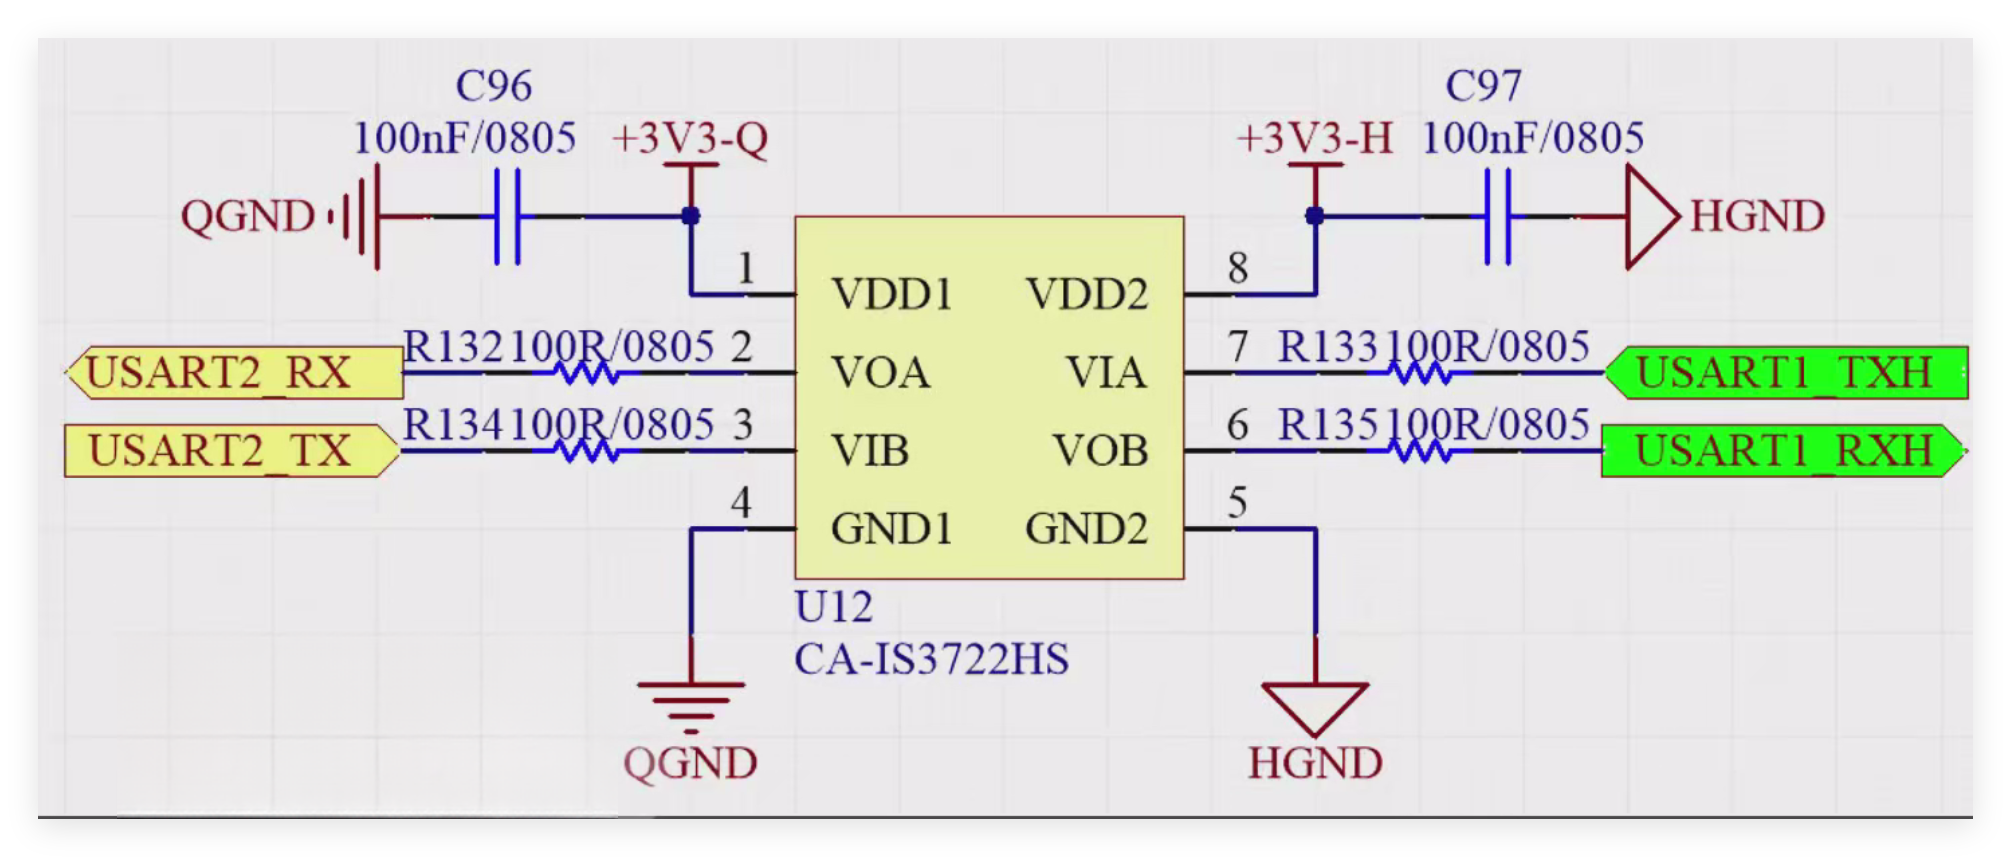 C96
C97
100nF/0805
+3V3-Q
+3V3-H
100nF/0805
QGND
HGND
1
8
VDD1
VDD2
R132
100R/0805
2
7
R133
100R/0805
USART2_RX
VOA
VIA
USART1_TXH
R134
100R/0805
3
6
R135
100R/0805
USART2_TX
VIB
VOB
USART1_RXH
4
5
GND1
GND2
U12
CA-IS3722HS
QGND
HGND